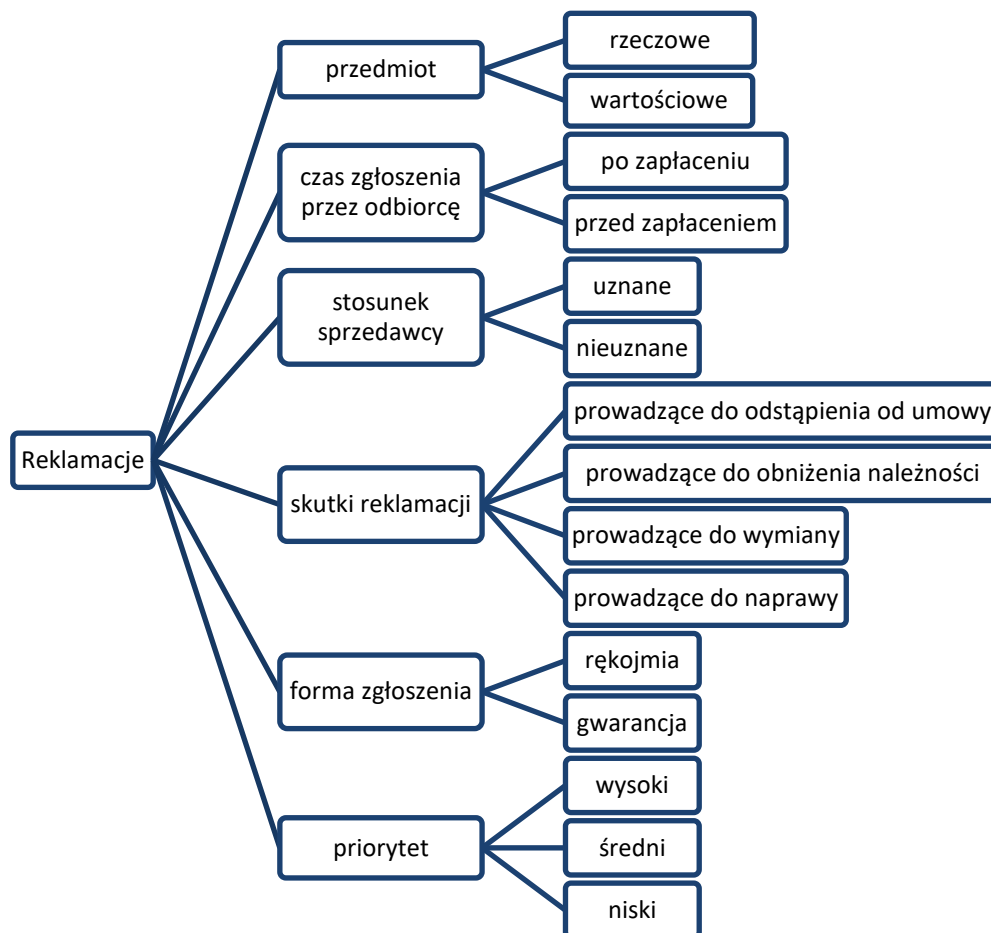 Reklamacje
przedmiot
rzeczowe
wartościowe
czas zgłoszenia
przez odbiorcę
po zapłaceniu
przed zapłaceniem
stosunek
sprzedawcy
uznane
nieuznane
skutki reklamacji
prowadzące do odstąpienia od umowy
prowadzące do obniżenia należności
prowadzące do wymiany
prowadzące do naprawy
forma zgłoszenia
rękojmia
gwarancja
priorytet
wysoki
średni
niski